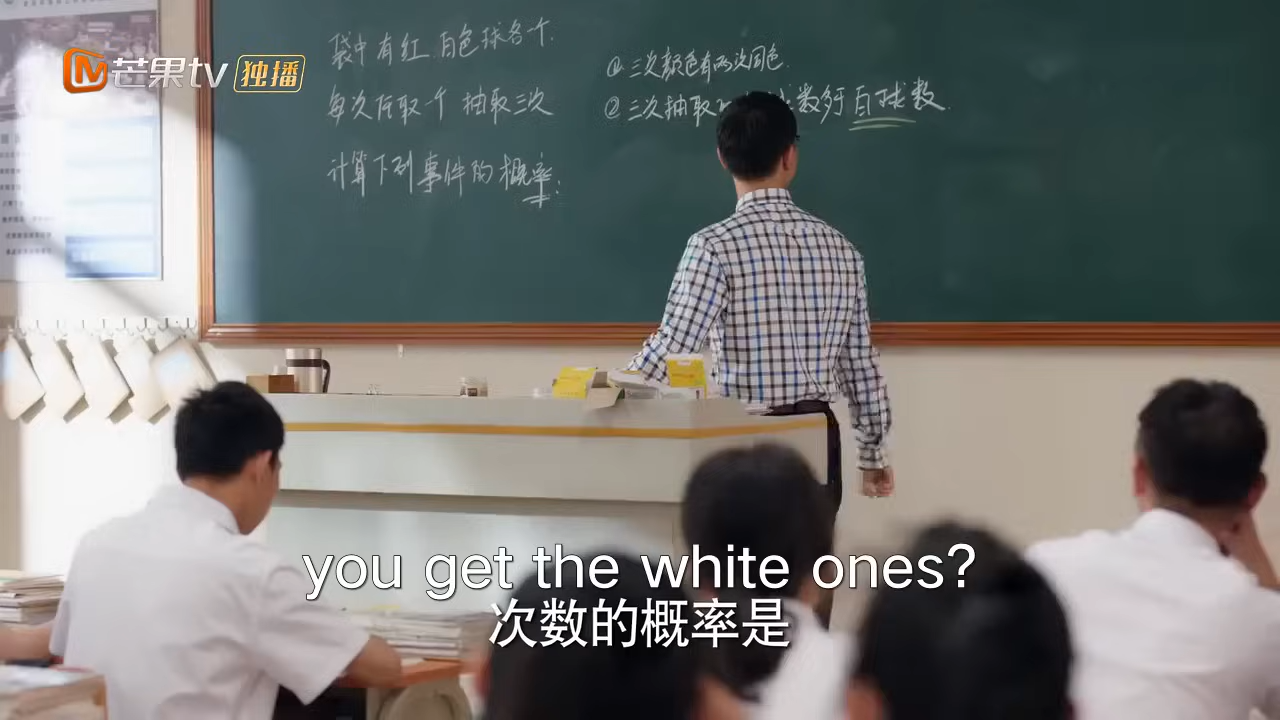 芒果tv 独播
袋中有红、白色球各一个.
每次任取一个 抽取三次
计算下列事件的概率:
① 三次颜色有两次同色.
② 三次抽取 球数多于白球数.
you get the white ones?
次数的概率是